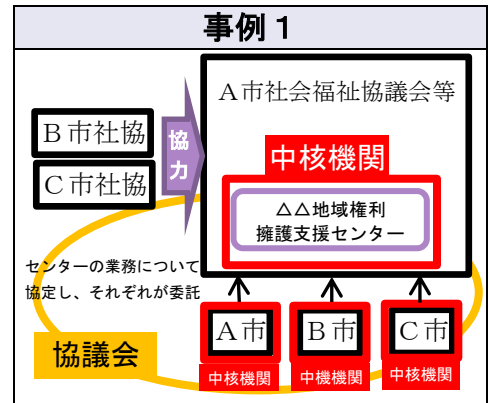 事例１
Ａ市社会福祉協議会等
Ｂ市社協
Ｃ市社協
協力
中核機関
△△地域権利
擁護支援センター
センターの業務について
協定し、それぞれが委託
Ａ市
Ｂ市
Ｃ市
中核機関
中機機関
中核機関
協議会